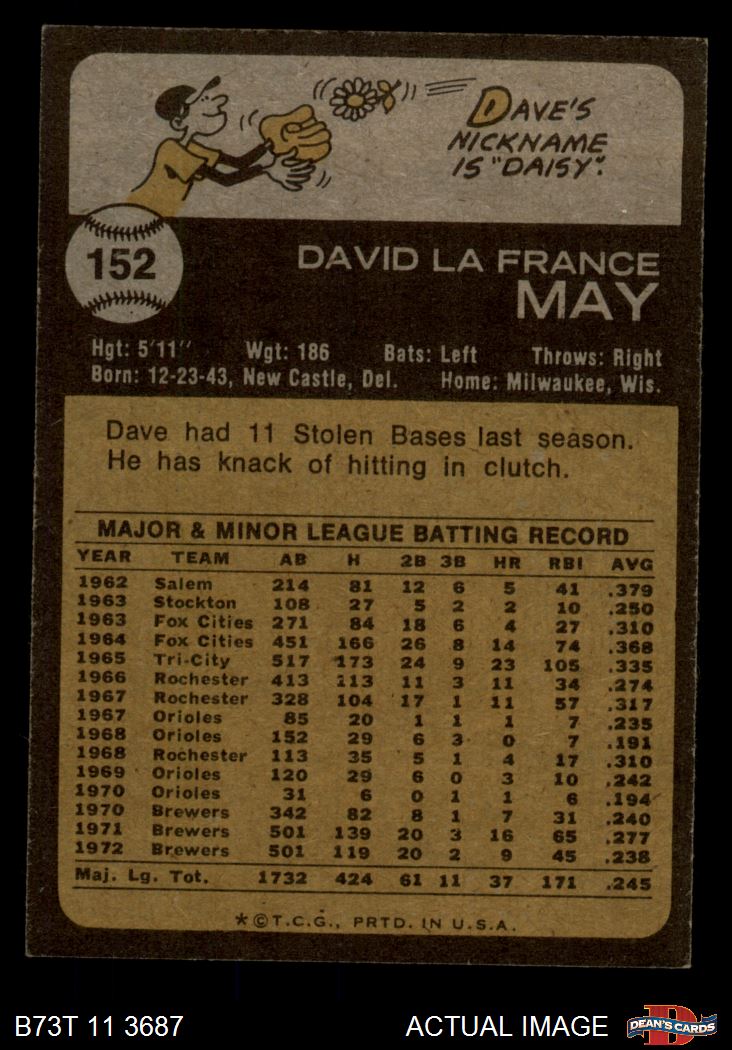 DAVE'S
NICKNAME
IS "DAISY".
152
DAVID LA FRANCE
MAY
Hgt: 5'11" Wgt: 186 Bats: Left Throws: Right
Born: 12-23-43, New Castle, Del. Home: Milwaukee, Wis.
Dave had 11 Stolen Bases last season.
He has knack of hitting in clutch.
MAJOR & MINOR LEAGUE BATTING RECORD
YEAR TEAM AB H 2B 3B HR RBI AVG
1962 Salem 214 81 12 6 5 41 .379
1963 Stockton 108 27 5 2 2 10 .250
1963 Fox Cities 271 84 18 6 4 27 .310
1964 Fox Cities 451 166 26 8 14 74 .368
1965 Tri-City 517 173 24 9 23 105 .335
1966 Rochester 413 113 11 3 11 34 .274
1967 Rochester 328 104 17 1 11 57 .317
1967 Orioles 85 20 1 1 1 7 .235
1968 Orioles 152 29 6 3 0 7 .191
1968 Rochester 113 35 5 1 4 17 .310
1969 Orioles 120 29 6 0 3 10 .242
1970 Orioles 31 6 0 1 1 6 .194
1970 Brewers 342 82 8 1 7 31 .240
1971 Brewers 501 139 20 3 16 65 .277
1972 Brewers 501 119 20 2 9 45 .238
Maj. Lg. Tot. 1732 424 61 11 37 171 .245
*©T.C.G., PRTD. IN U.S.A.
B73T 11 3687 ACTUAL IMAGE
D
DEAN'S CARDS